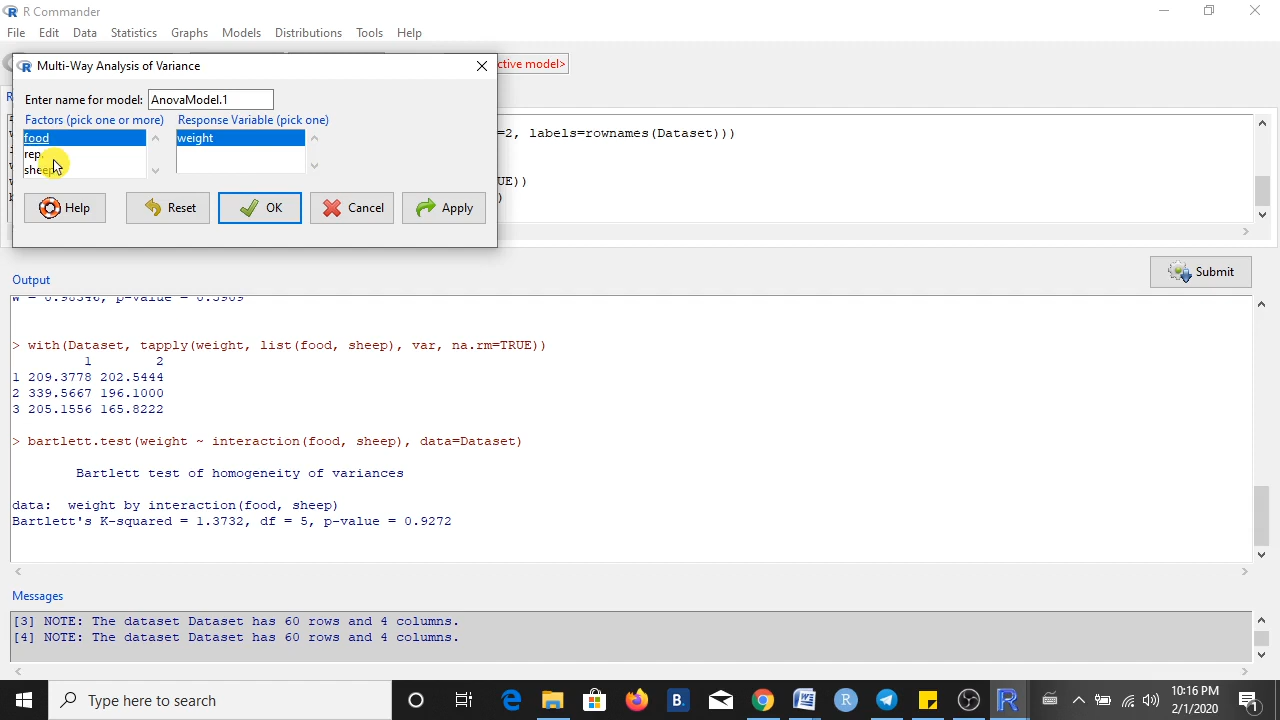 R Commander
File Edit Data Statistics Graphs Models Distributions Tools Help
Multi-Way Analysis of Variance
ctive model>
Enter name for model: AnovaModel.1
Factors (pick one or more) Response Variable (pick one)
food weight
rep.
=2, labels=rownames(Dataset)))
UE))
)
Help Reset OK Cancel Apply
Output
Submit
W = 0.98346, p-value = 0.5909
> with(Dataset, tapply(weight, list(food, sheep), var, na.rm=TRUE))
1 2
1 209.3778 202.5444
2 339.5667 196.1000
3 205.1556 165.8222
> bartlett.test(weight ~ interaction(food, sheep), data=Dataset)
Bartlett test of homogeneity of variances
data: weight by interaction(food, sheep)
Bartlett's K-squared = 1.3732, df = 5, p-value = 0.9272
Messages
[3] NOTE: The dataset Dataset has 60 rows and 4 columns.
[4] NOTE: The dataset Dataset has 60 rows and 4 columns.
Type here to search
10:16 PM
2/1/2020